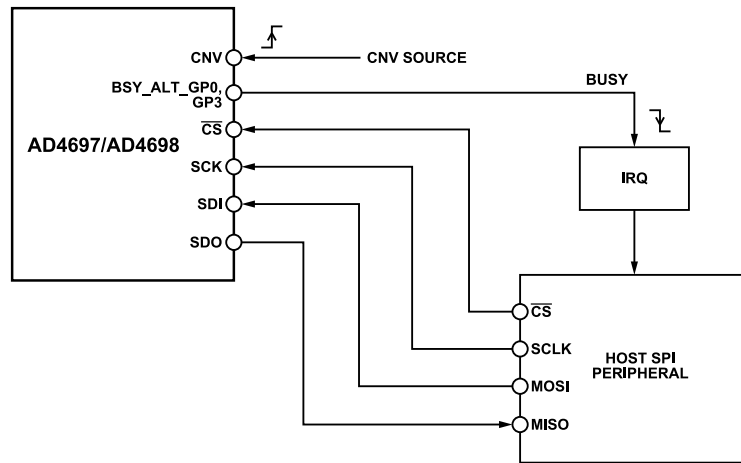 CNV
CNV SOURCE
BSY_ALT_GP0,
GP3
BUSY
CS
AD4697/AD4698
SCK
IRQ
SDI
SDO
CS
SCLK
HOST SPI
PERIPHERAL
MOSI
MISO